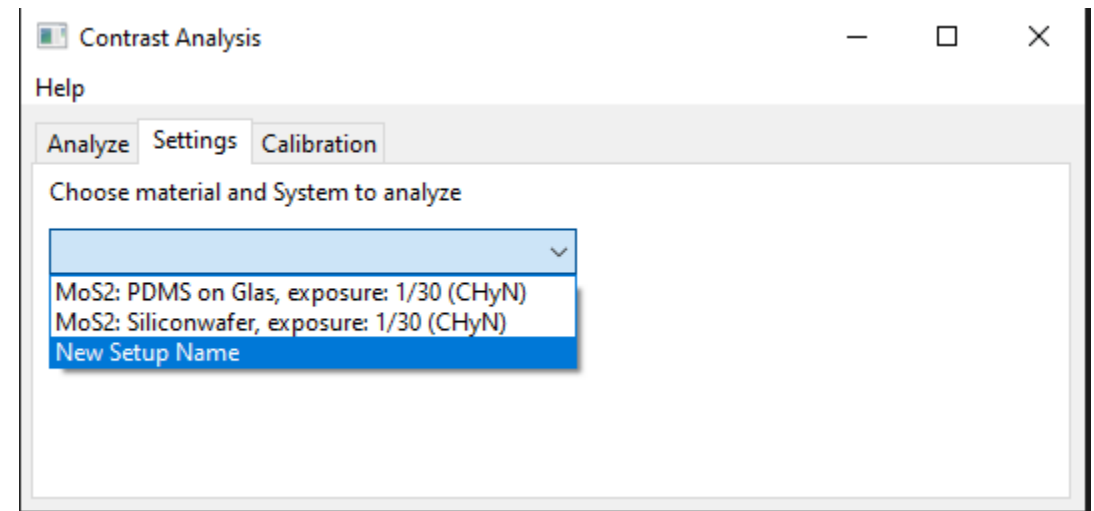 Contrast Analysis
Help
Analyze Settings Calibration
Choose material and System to analyze
MoS2: PDMS on Glas, exposure: 1/30 (CHyN)
MoS2: Siliconwafer, exposure: 1/30 (CHyN)
New Setup Name